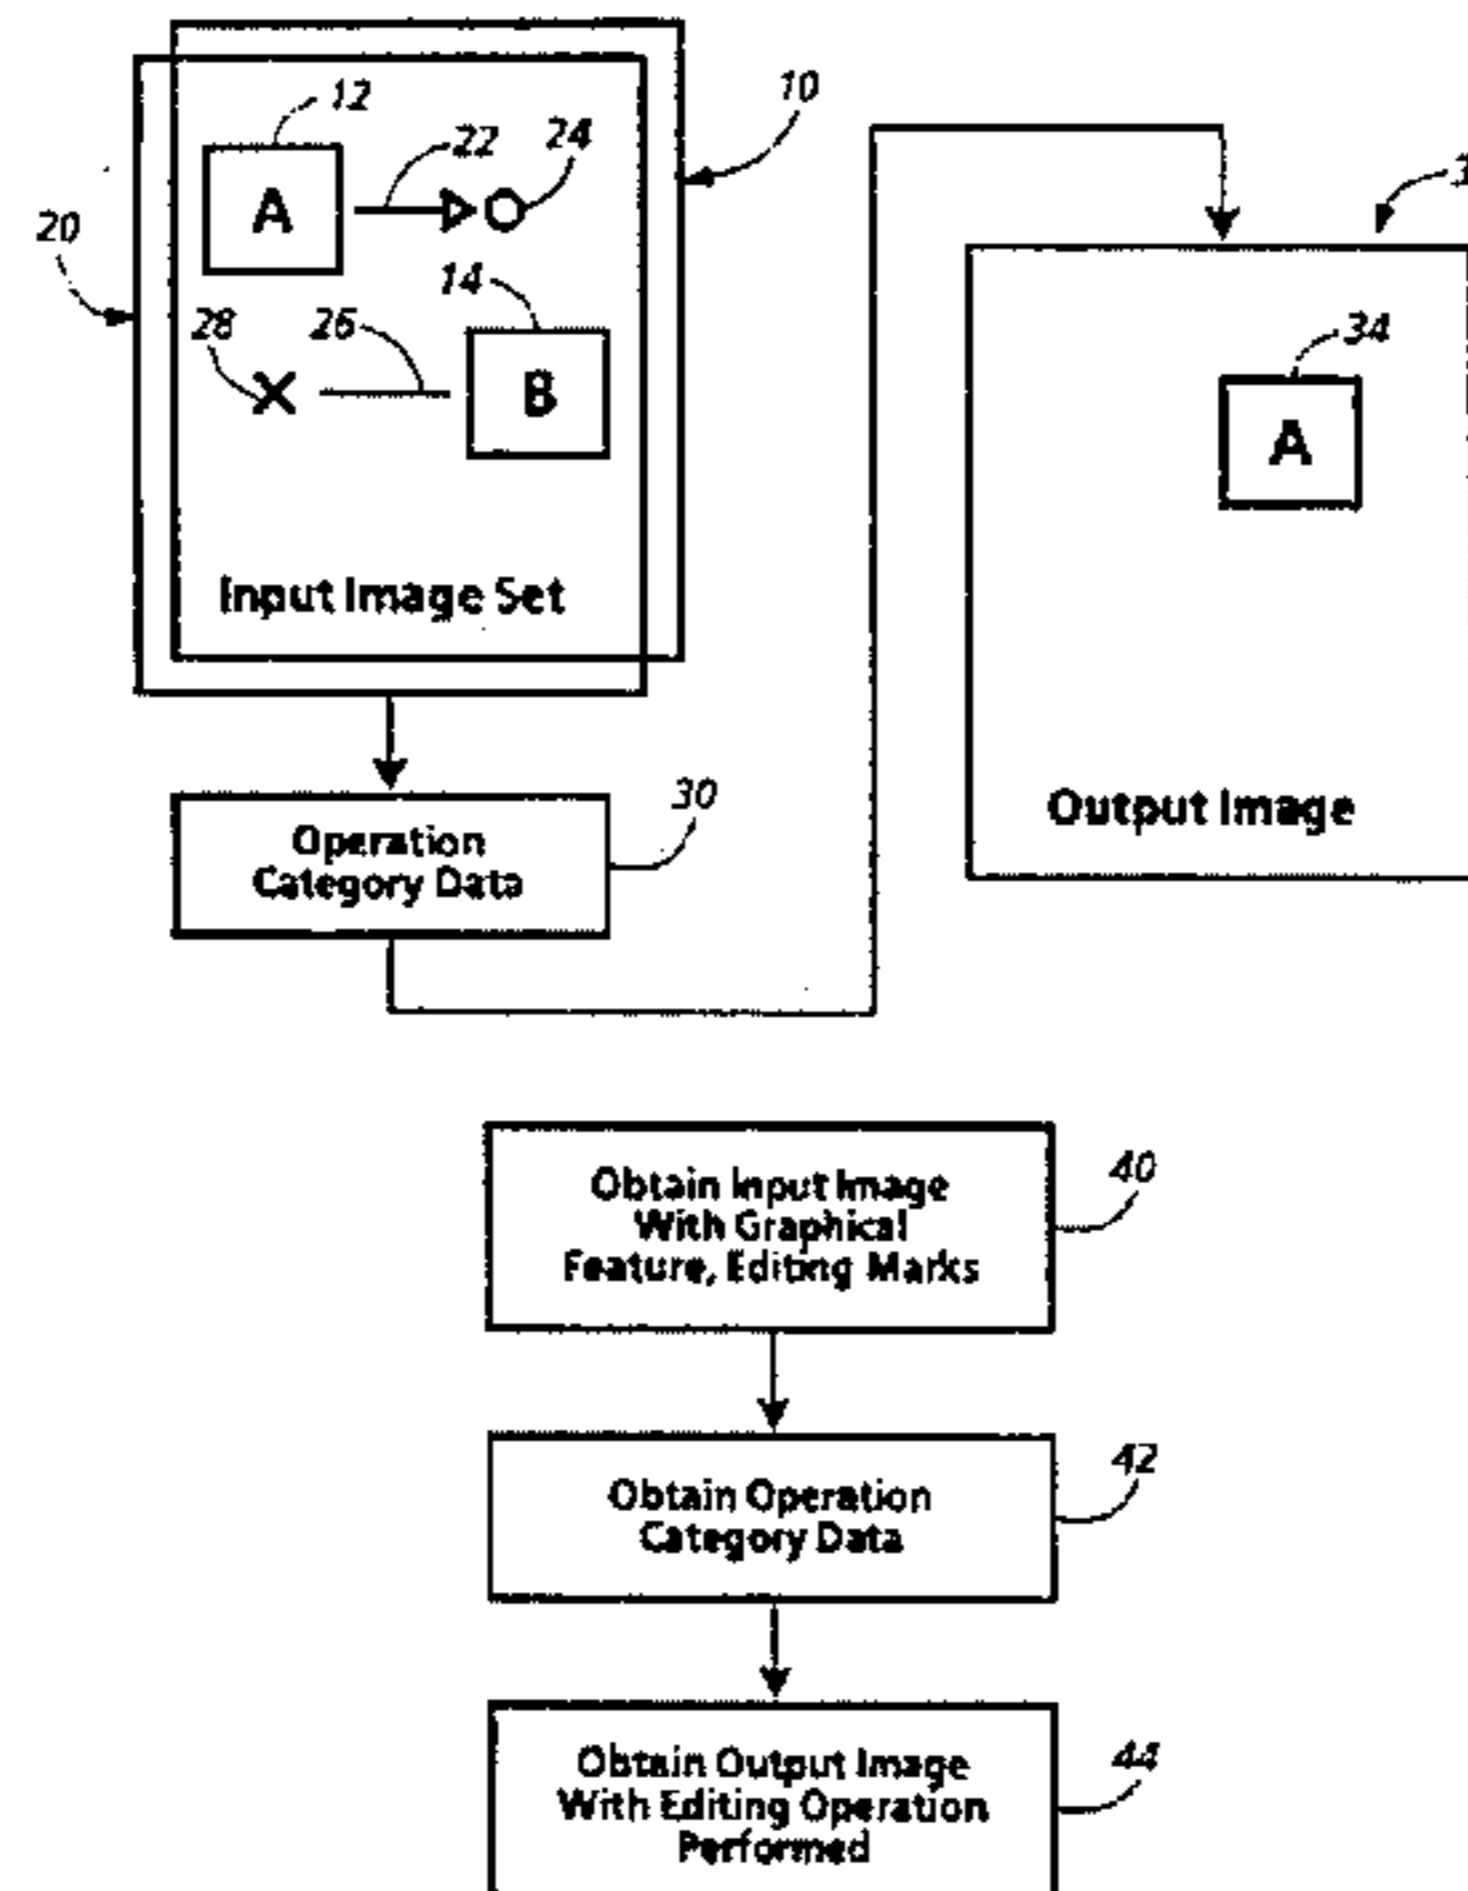 12
10
22
24
A
20
14
28
26
X
B
Input Image Set
34
A
Output Image
30
Operation
Category Data
40
Obtain Input Image
With Graphical
Feature, Editing Marks
42
Obtain Operation
Category Data
44
Obtain Output Image
With Editing Operation
Performed